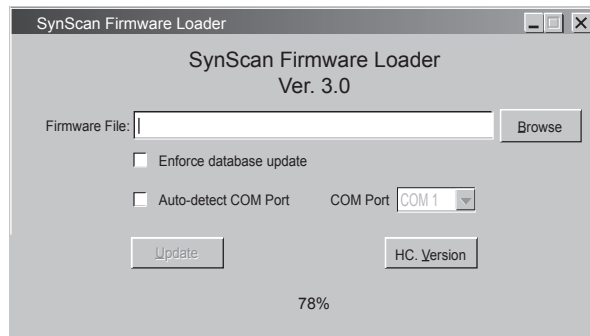 SynScan Firmware Loader
SynScan Firmware Loader
Ver. 3.0
Firmware File: Browse
Enforce database update
Auto-detect COM Port COM Port COM 1
Update HC. Version
78%